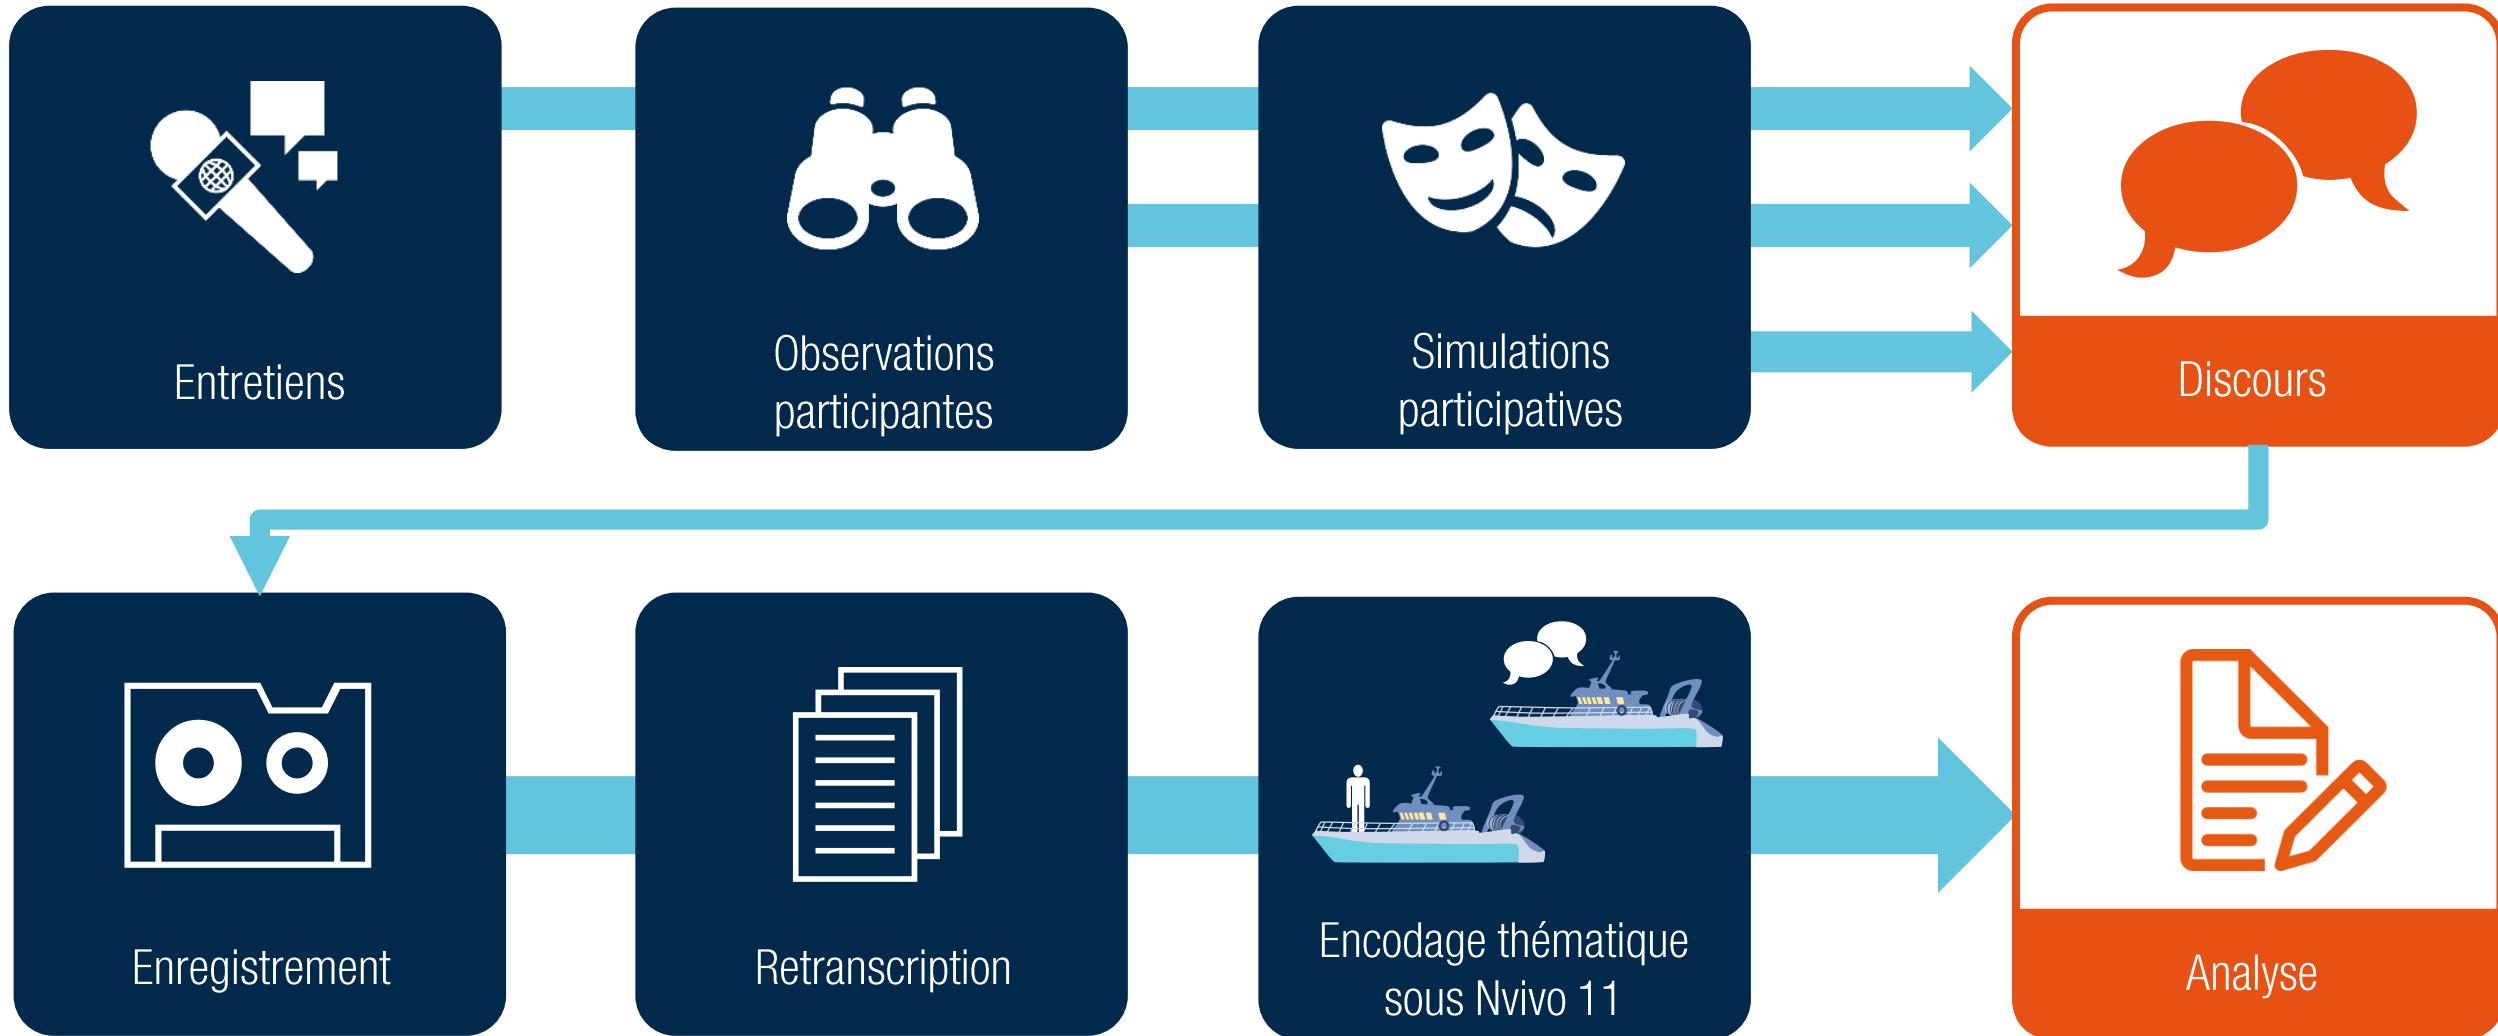 Entretiens
Observations
participantes
Simulations
participatives
Discours
Enregistrement
Retranscription
Encodage thématique
sous Nvivo 11
Analyse